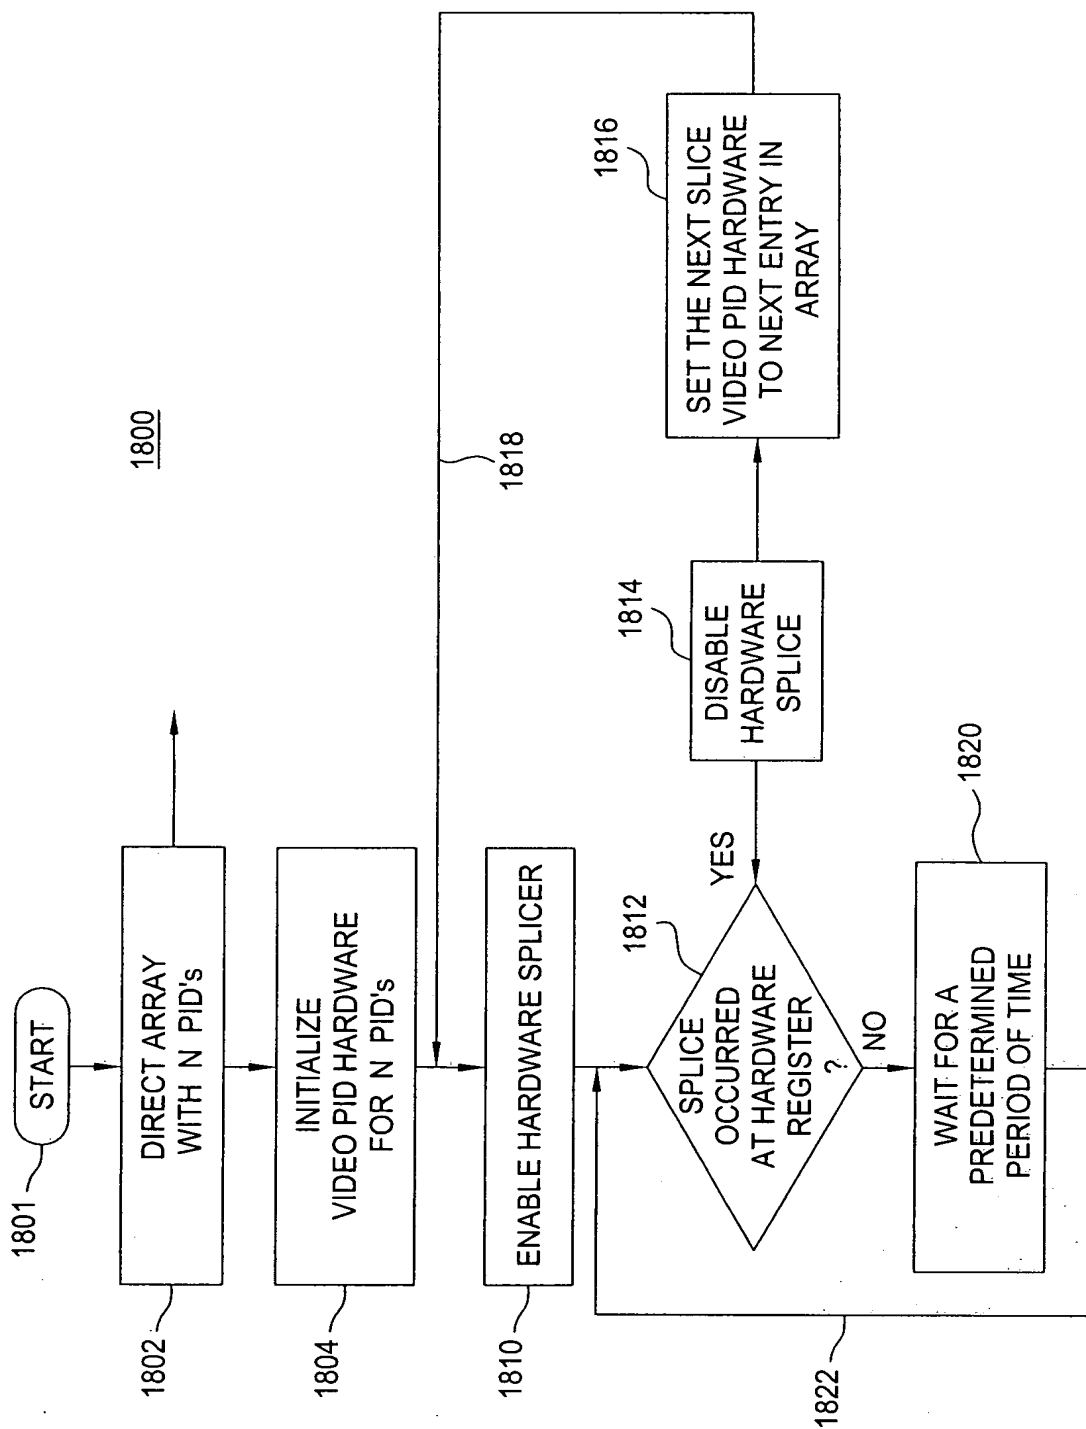 1800
START
1801
DIRECT ARRAY
WITH N PID's
1802
INITIALIZE
VIDEO PID HARDWARE
FOR N PID's
1804
1818
ENABLE HARDWARE SPLICER
1810
SPLICE
OCCURRED
AT HARDWARE
REGISTER
?
1812
YES
DISABLE
HARDWARE
SPLICE
1814
SET THE NEXT SLICE
VIDEO PID HARDWARE
TO NEXT ENTRY IN
ARRAY
1816
NO
WAIT FOR A
PREDETERMINED
PERIOD OF TIME
1820
1822